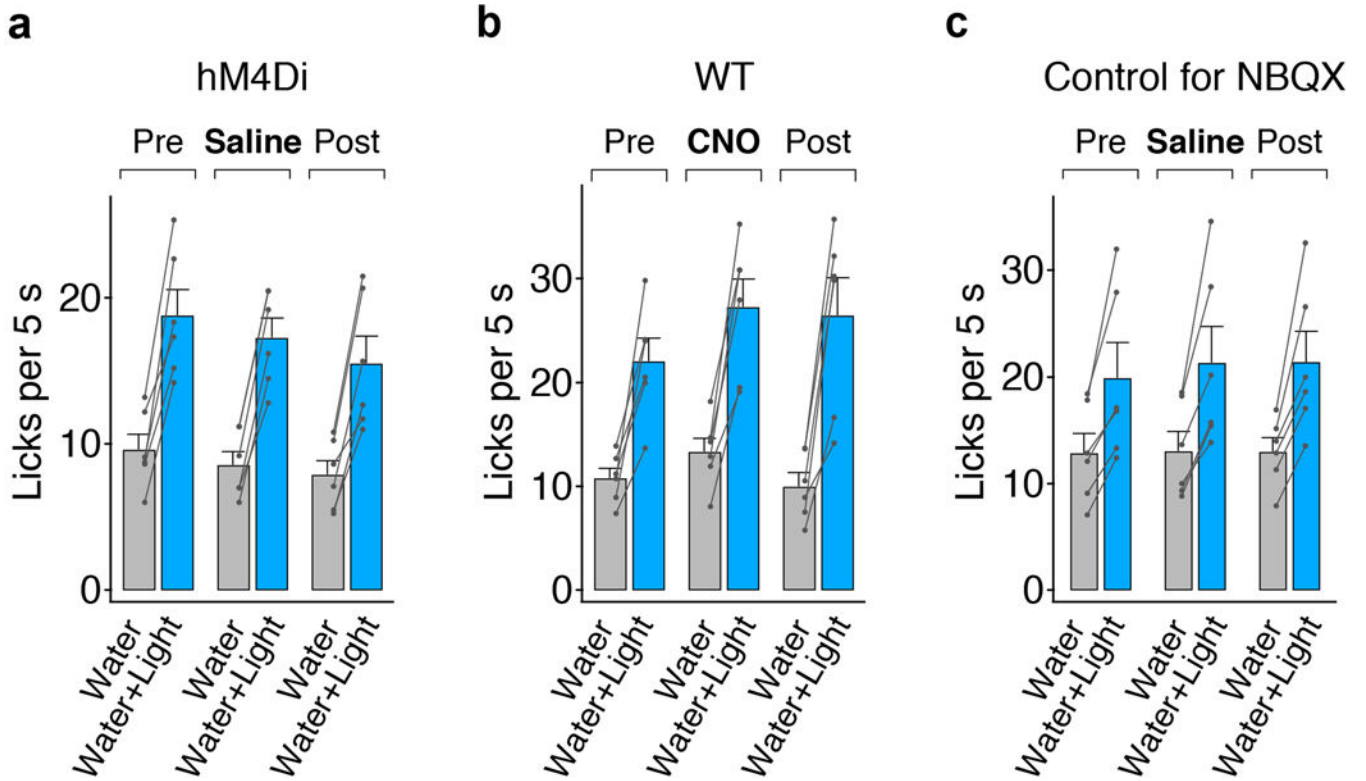 a
hM4Di
Pre Saline Post
Licks per 5 s
20
10
0
Water
Water+Light
Water
Water+Light
Water
Water+Light
b
WT
Pre CNO Post
Licks per 5 s
30
20
10
0
Water
Water+Light
Water
Water+Light
Water
Water+Light
c
Control for NBQX
Pre Saline Post
Licks per 5 s
30
20
10
0
Water
Water+Light
Water
Water+Light
Water
Water+Light